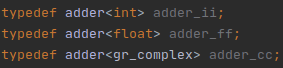 typedef adder<int> adder_ii;
typedef adder<float> adder_ff;
typedef adder<gr_complex> adder_cc;